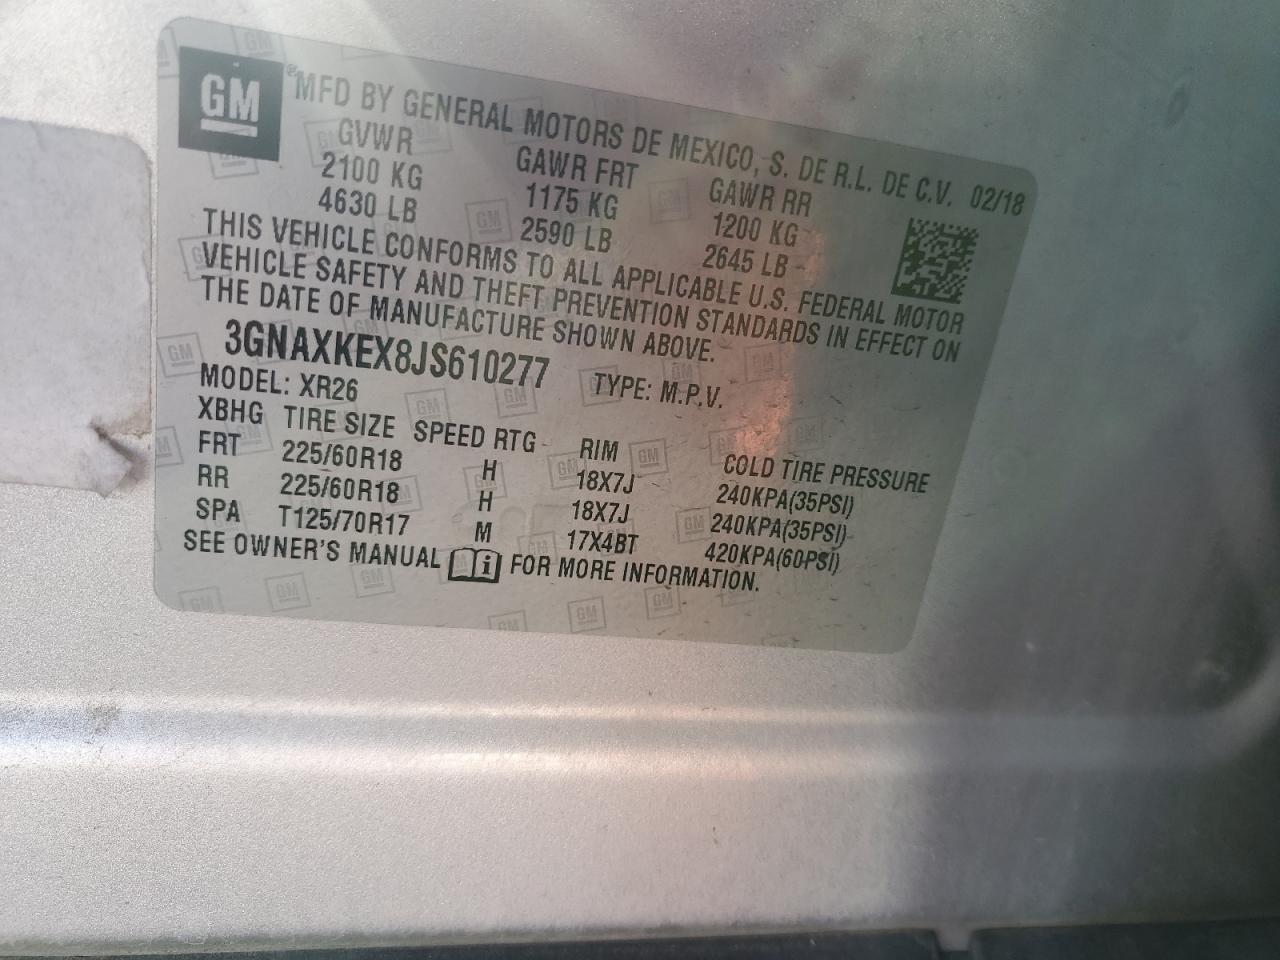 GM ® MFD BY GENERAL MOTORS DE MEXICO, S. DE R.L. DE C.V. 02/18
GVWR GAWR FRT GAWR RR
2100 KG 1175 KG 1200 KG
4630 LB 2590 LB 2645 LB
THIS VEHICLE CONFORMS TO ALL APPLICABLE U.S. FEDERAL MOTOR
VEHICLE SAFETY AND THEFT PREVENTION STANDARDS IN EFFECT ON
THE DATE OF MANUFACTURE SHOWN ABOVE.
3GNAXKEX8JS610277 TYPE: M.P.V.
MODEL: XR26
XBHG TIRE SIZE SPEED RTG RIM COLD TIRE PRESSURE
FRT 225/60R18 H 18X7J 240KPA(35PSI)
RR 225/60R18 H 18X7J 240KPA(35PSI)
SPA T125/70R17 M 17X4BT 420KPA(60PSI)
SEE OWNER'S MANUAL FOR MORE INFORMATION.